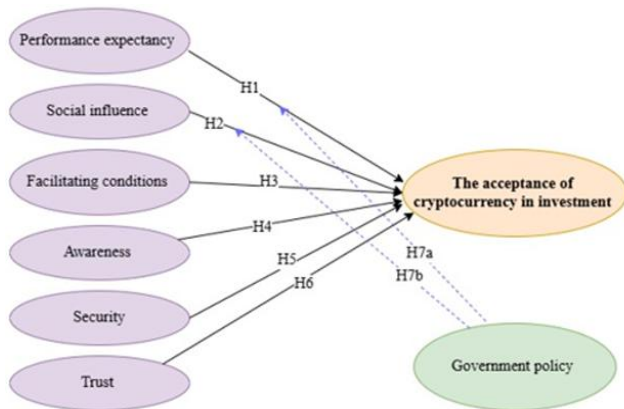 Performance expectancy
H1
Social influence
H2
Facilitating conditions
H3
The acceptance of
cryptocurrency in investment
Awareness
H4
H5
H7a
H6
H7b
Security
Government policy
Trust